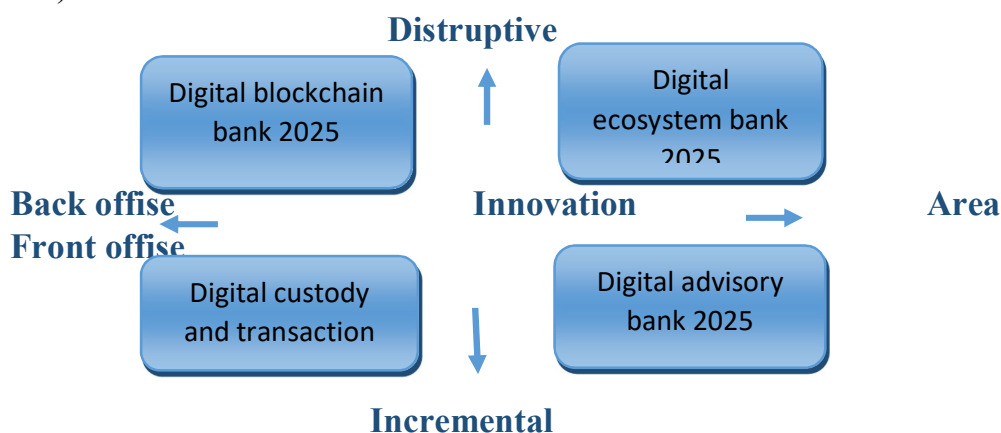 Distruptive
Digital blockchain
bank 2025
Digital
ecosystem bank
2025
Back offise Innovation Area
Front offise
Digital custody
and transaction
Digital advisory
bank 2025
Incremental